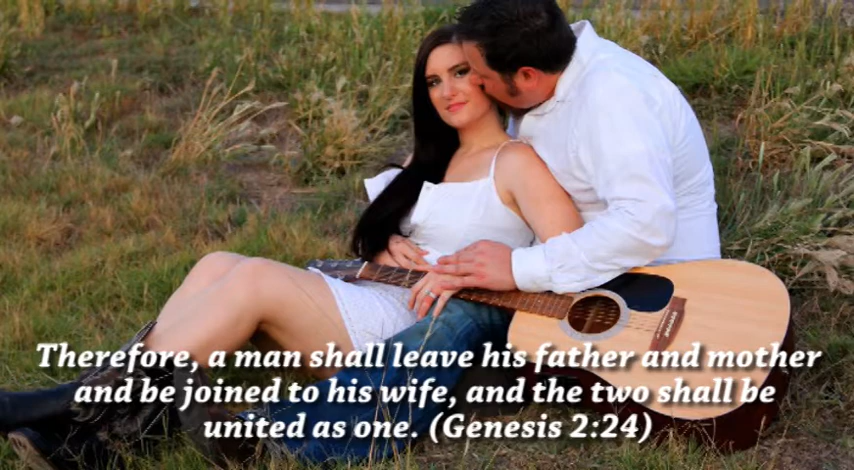 Therefore, a man shall leave his father and mother
and be joined to his wife, and the two shall be
united as one. (Genesis 2:24)